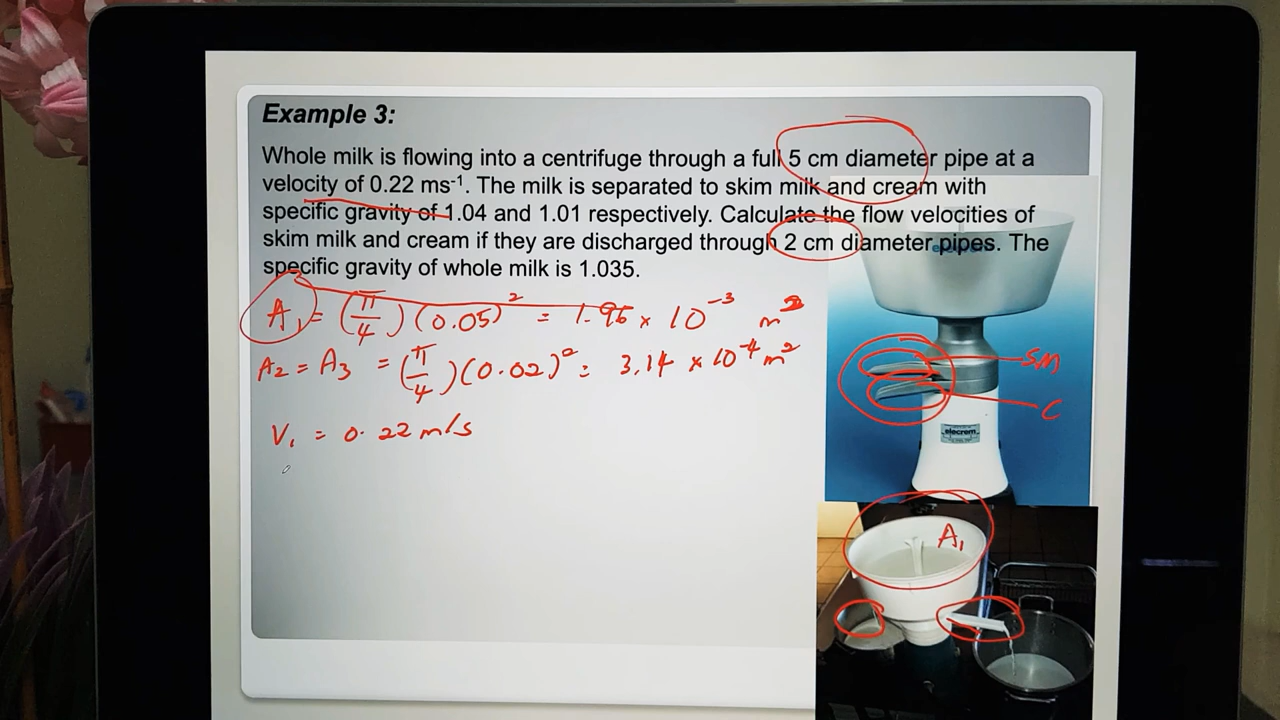 Example 3:
Whole milk is flowing into a centrifuge through a full 5 cm diameter pipe at a
velocity of 0.22 ms⁻¹. The milk is separated to skim milk and cream with
specific gravity of 1.04 and 1.01 respectively. Calculate the flow velocities of
skim milk and cream if they are discharged through 2 cm diameter pipes. The
specific gravity of whole milk is 1.035.
A₁ = (π/4)(0.05)² = 1.96 × 10⁻³ m²
A₂ = A₃ = (π/4)(0.02)² = 3.14 × 10⁻⁴ m²
V₁ = 0.22 m/s
SM
C
elecrem
A₁